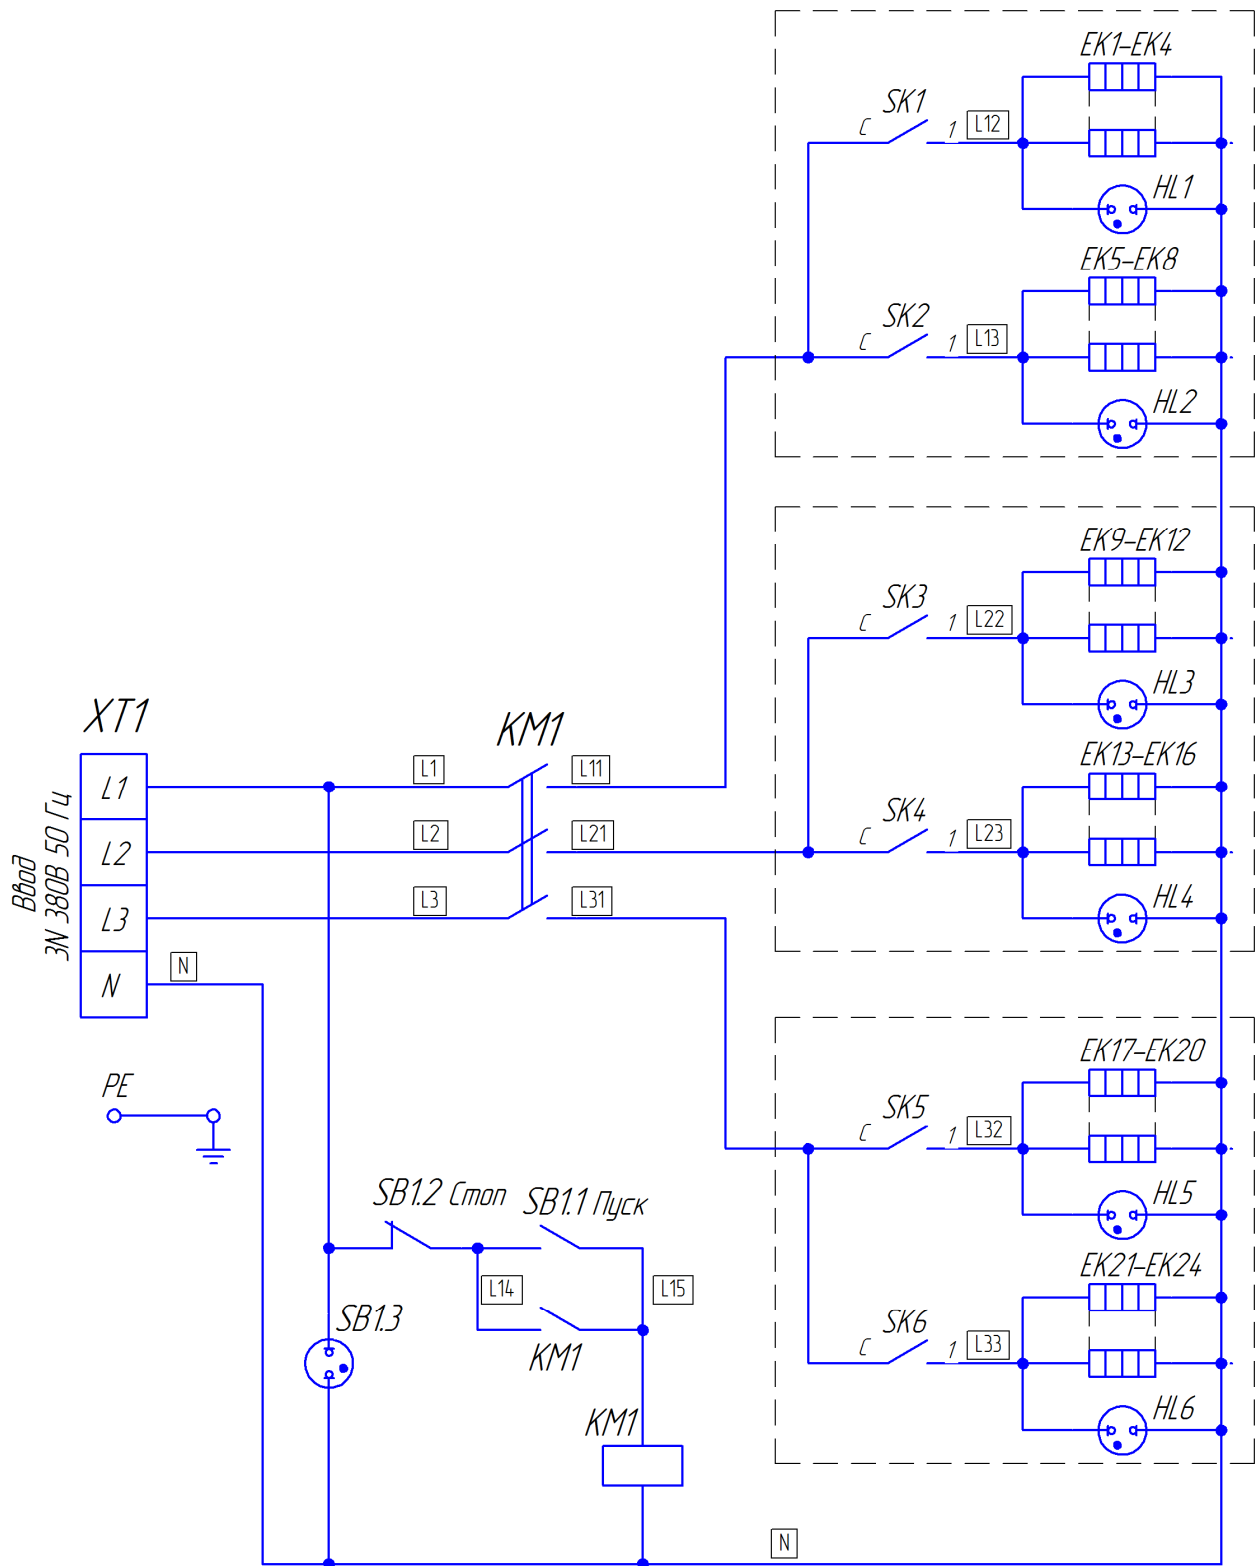 EK1-EK4
SK1
C
1
L12
HL1
EK5-EK8
SK2
C
1
L13
HL2
EK9-EK12
SK3
C
1
L22
HL3
EK13-EK16
SK4
C
1
L23
HL4
EK17-EK20
SK5
C
1
L32
HL5
EK21-EK24
SK6
C
1
L33
HL6
XT1
KM1
L1
L1
L11
L2
L2
L21
L3
L3
L31
N
N
Ввод
3N 380В 50 Гц
PE
SB1.2 Стоп
SB1.1 Пуск
L14
L15
SB1.3
KM1
KM1
N